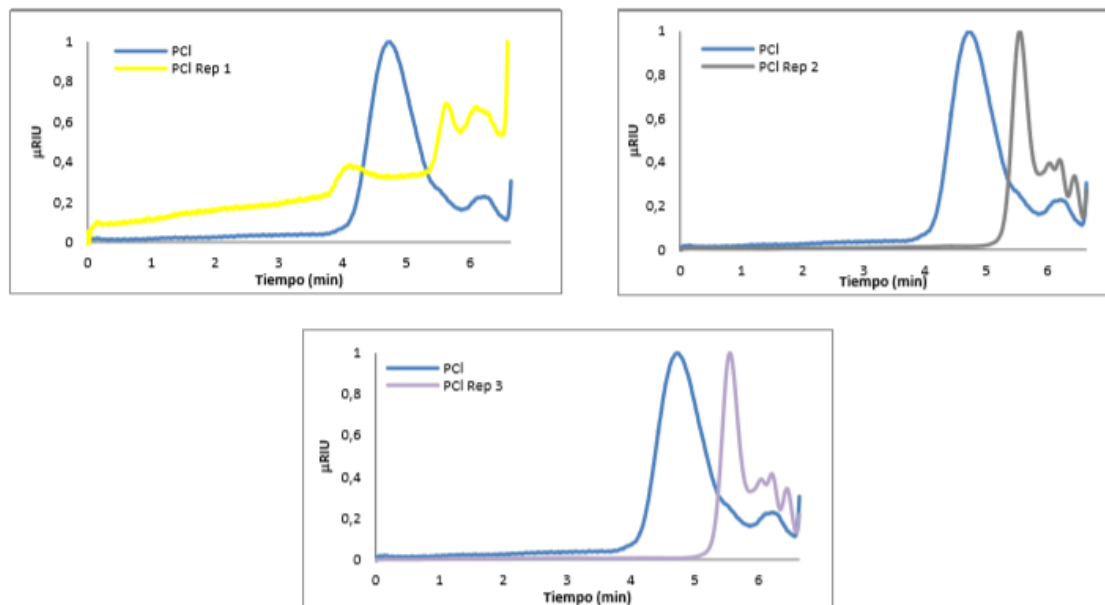 1
0,8
0,6
0,4
0,2
0
µRIU
PCl
PCl Rep 1
0 1 2 3 4 5 6
Tiempo (min)
1
0,8
0,6
0,4
0,2
0
µRIU
PCl
PCl Rep 2
0 1 2 3 4 5 6
Tiempo (min)
1
0,8
0,6
0,4
0,2
0
µRIU
PCl
PCl Rep 3
0 1 2 3 4 5 6
Tiempo (min)